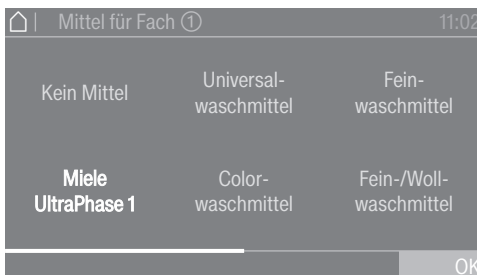 Mittel für Fach ① 11:02
Kein Mittel
Universal-
waschmittel
Fein-
waschmittel
Miele
UltraPhase 1
Color-
waschmittel
Fein-/Woll-
waschmittel
OK